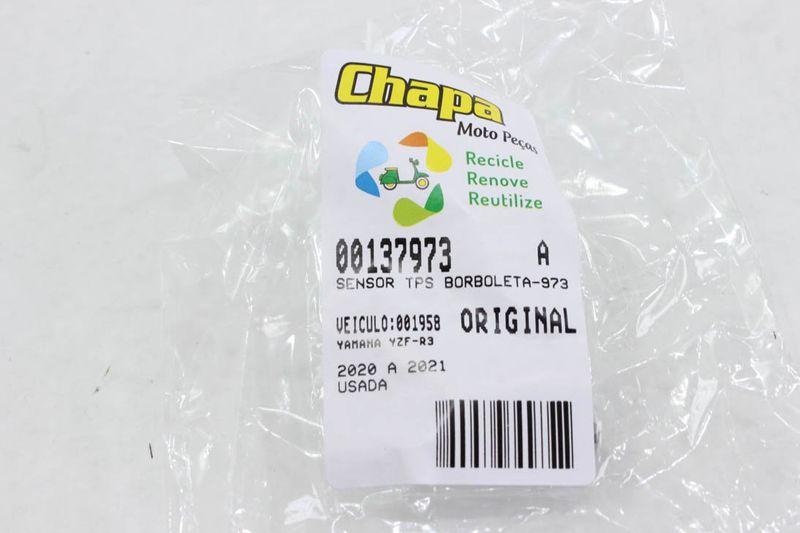 Chapa
Moto Peças
Recicle
Renove
Reutilize
00137973 A
SENSOR TPS BORBOLETA-973
VEICULO:001958 ORIGINAL
YAMAHA YZF-R3
2020 A 2021
USADA